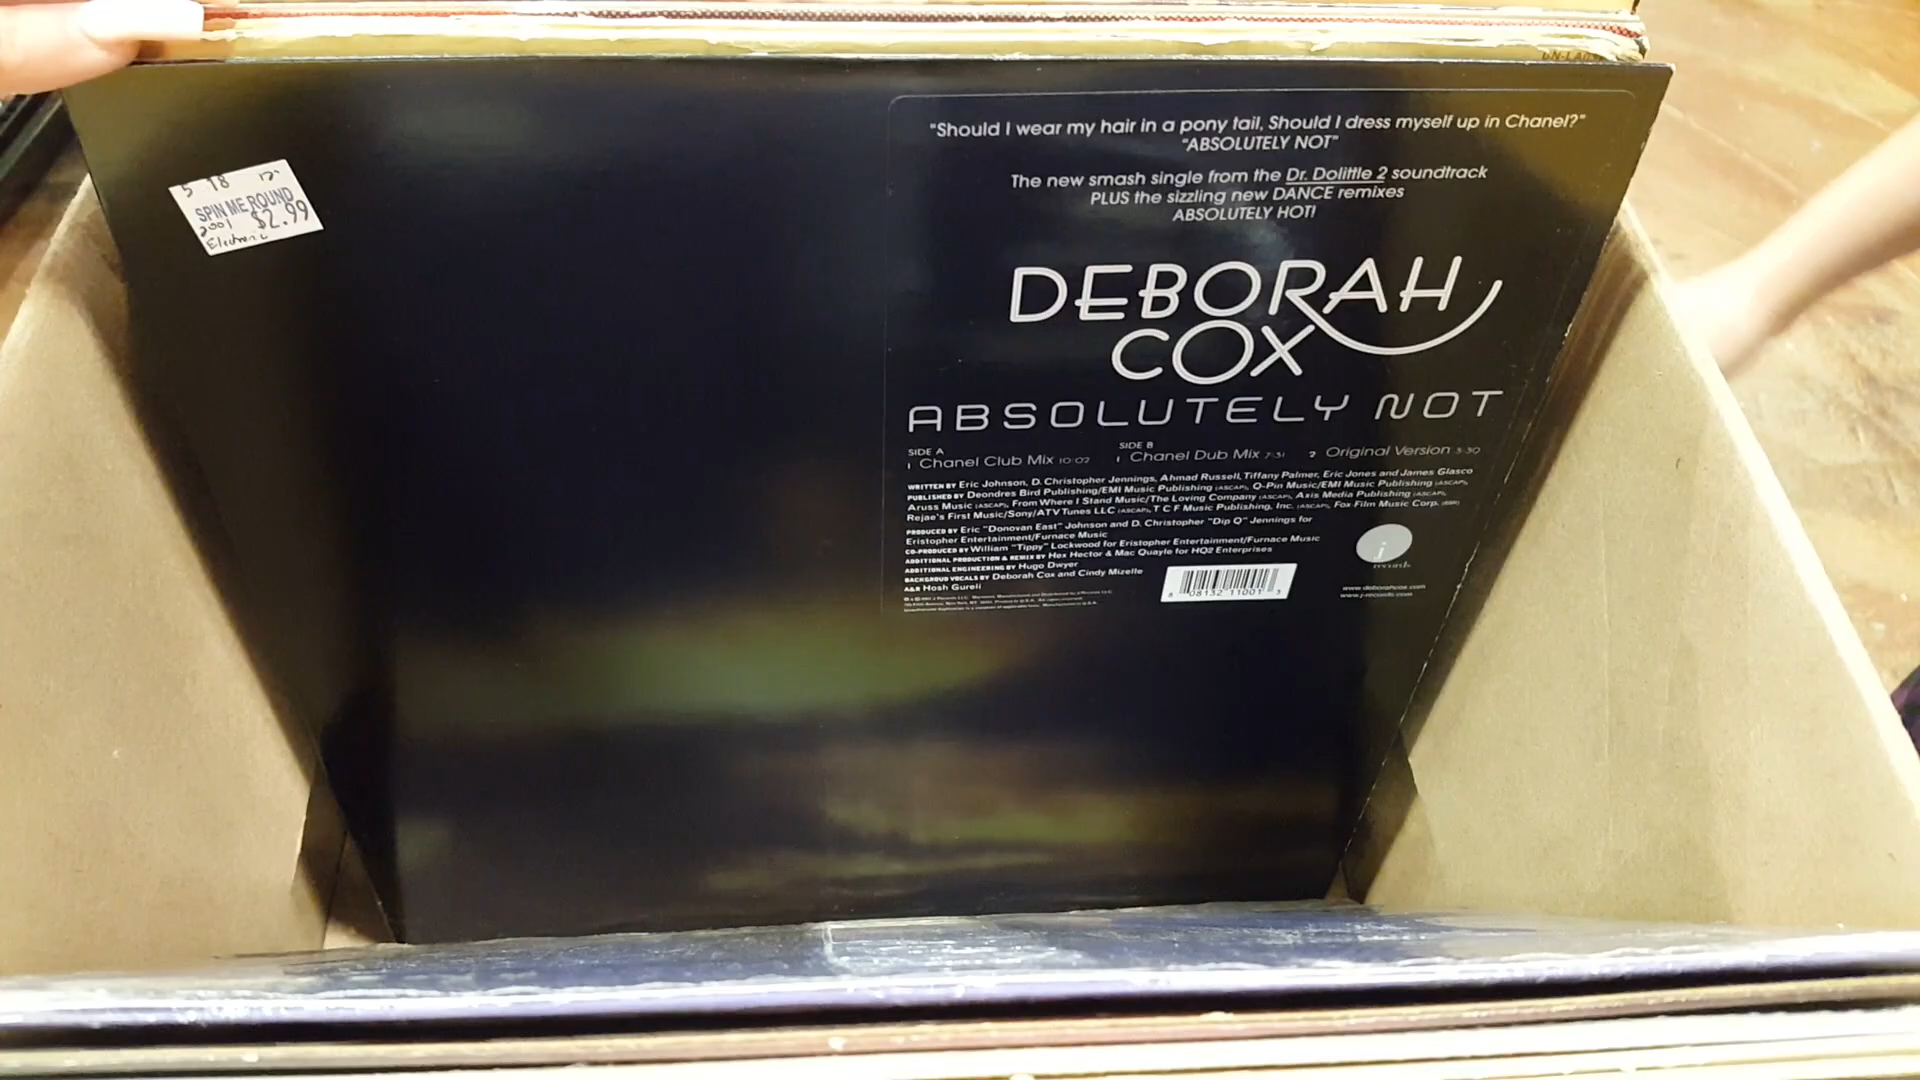 5 18 12"
SPIN ME ROUND
2001 $2.99
Electronic
"Should I wear my hair in a pony tail, Should I dress myself up in Chanel?"
"ABSOLUTELY NOT"
The new smash single from the Dr. Dolittle 2 soundtrack
PLUS the sizzling new DANCE remixes
ABSOLUTELY HOT!
DEBORAH
COX
ABSOLUTELY NOT
SIDE A
1 Chanel Club Mix 10:02
SIDE B
1 Chanel Dub Mix 7:31 2 Original Version 3:30
WRITTEN BY Eric Johnson, D. Christopher Jennings, Ahmad Russell, Tiffany Palmer, Eric Jones and James Glasco
PUBLISHED BY Deondres Bird Publishing/EMI Music Publishing (ASCAP), Q-Pin Music/EMI Music Publishing (ASCAP),
Aruss Music (ASCAP), From Where I Stand Music/The Loving Company (ASCAP), Axis Media Publishing (ASCAP),
Rejae's First Music/Sony/ATV Tunes LLC (ASCAP), T C F Music Publishing, Inc. (ASCAP), Fox Film Music Corp. (BMI)
PRODUCED BY Eric "Donovan East" Johnson and D. Christopher "Dip Q" Jennings for
Eristopher Entertainment/Furnace Music
CO-PRODUCED BY William "Tippy" Lockwood for Eristopher Entertainment/Furnace Music
ADDITIONAL PRODUCTION & REMIX BY Hex Hector & Mac Quayle for HQ2 Enterprises
ADDITIONAL ENGINEERING BY Hugo Dwyer
BACKGROUD VOCALS BY Deborah Cox and Cindy Mizelle
A&R Hosh Gureli
j
records
8 08132 11001 3
www.deborahcox.com
www.j-records.com